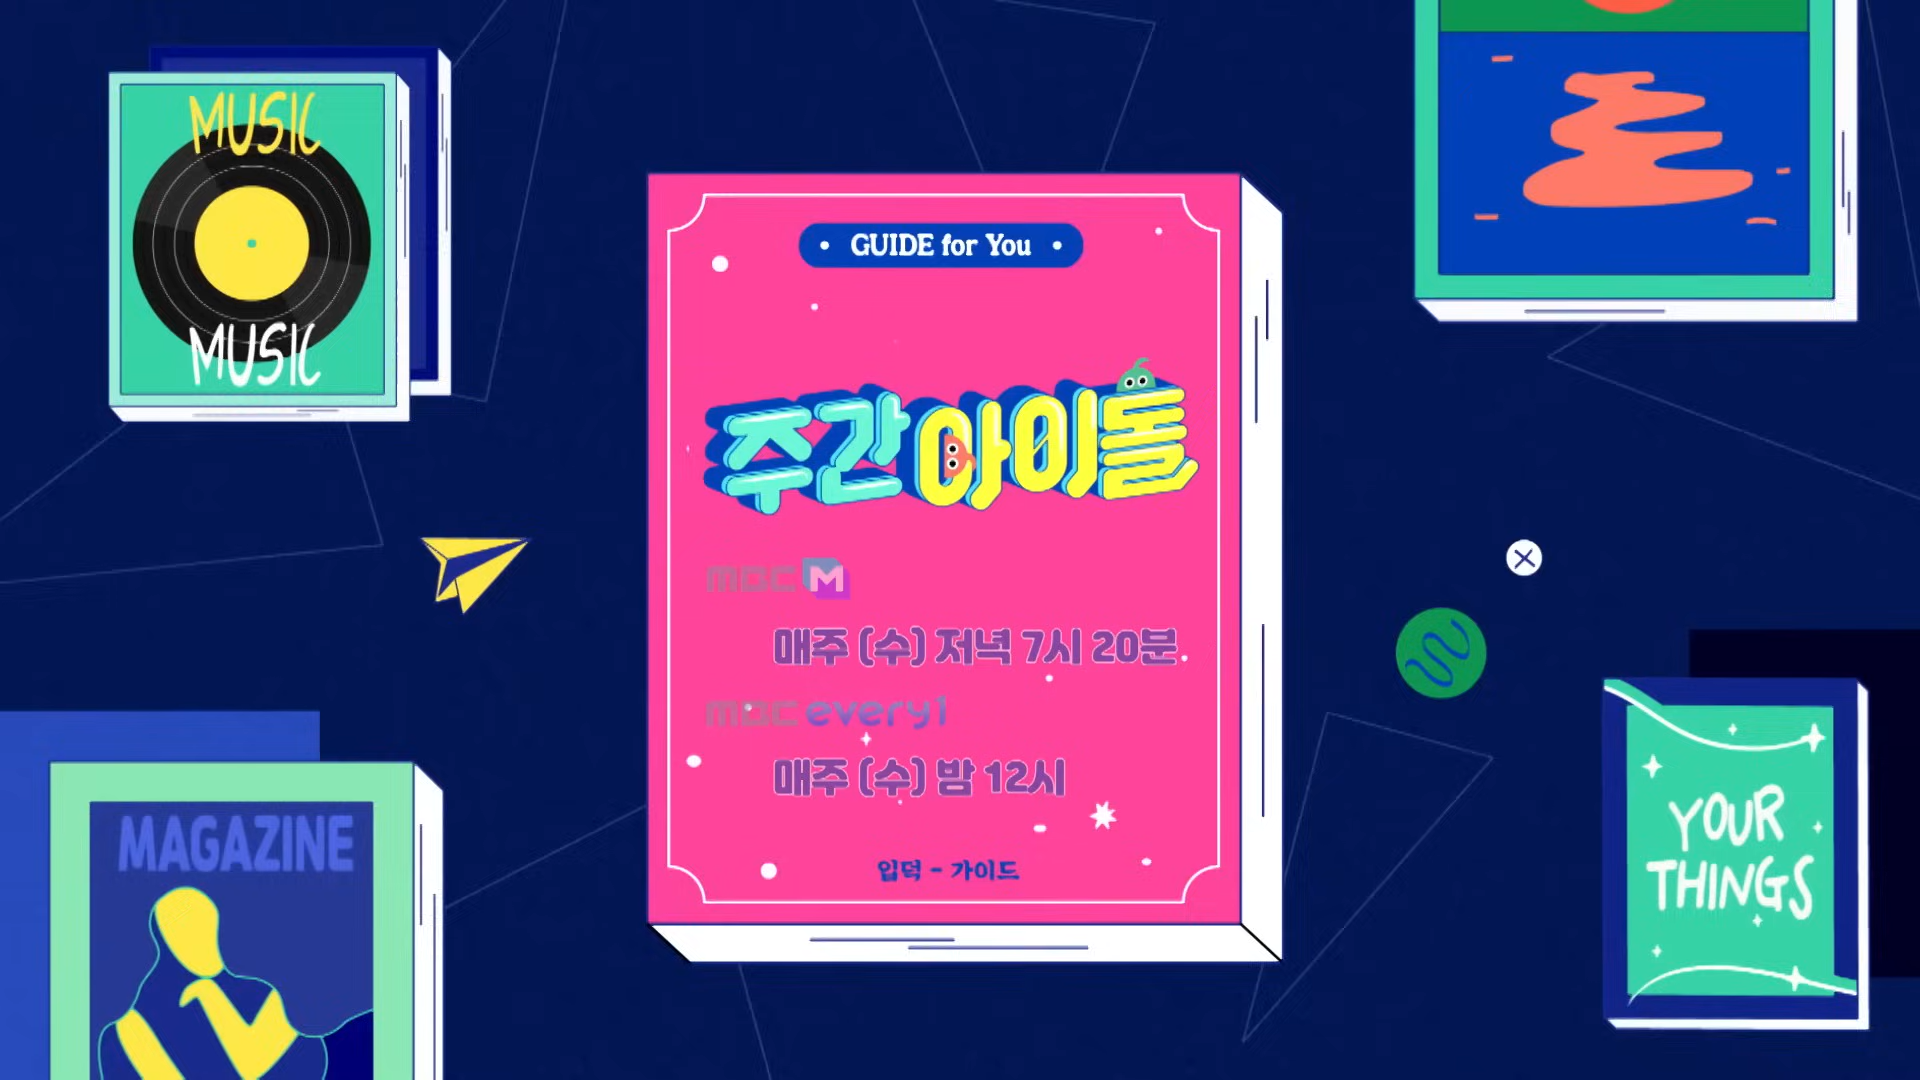 MUSIC
MUSIC
GUIDE for You
주간아이돌
mbc M
매주 (수) 저녁 7시 20분
mbc every1
매주 (수) 밤 12시
입덕 - 가이드
MAGAZINE
YOUR
THINGS